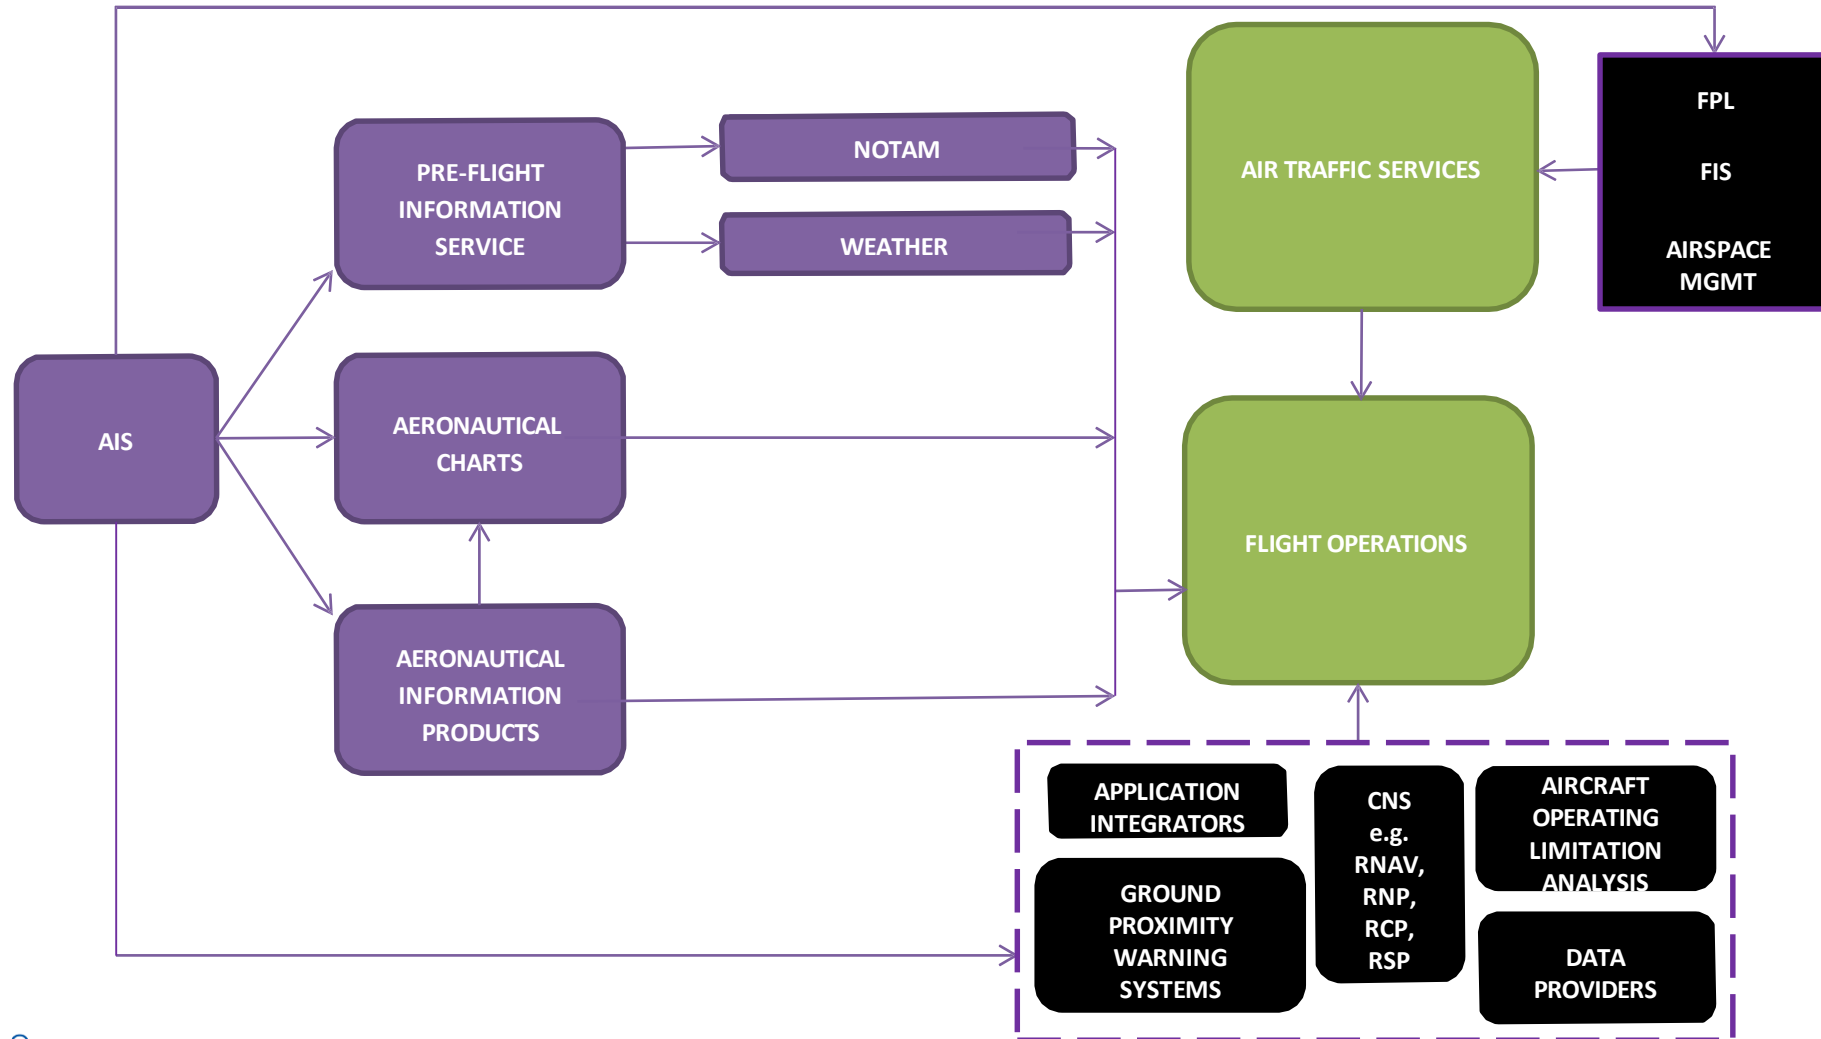 FPL
FIS
AIRSPACE
MGMT
AIR TRAFFIC SERVICES
NOTAM
WEATHER
PRE-FLIGHT
INFORMATION
SERVICE
AIS
AERONAUTICAL
CHARTS
FLIGHT OPERATIONS
AERONAUTICAL
INFORMATION
PRODUCTS
APPLICATION
INTEGRATORS
CNS
e.g.
RNAV,
RNP,
RCP,
RSP
AIRCRAFT
OPERATING
LIMITATION
ANALYSIS
GROUND
PROXIMITY
WARNING
SYSTEMS
DATA
PROVIDERS